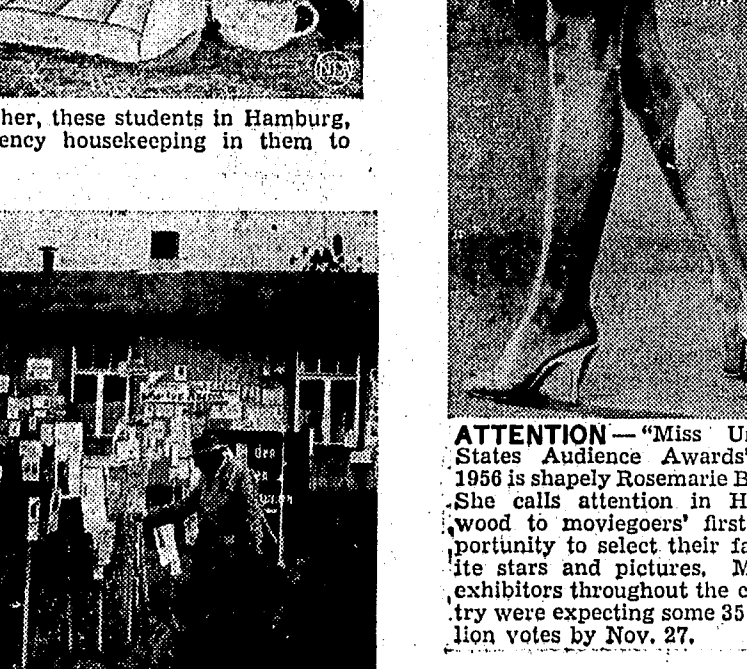 her, these students in Hamburg,
ency housekeeping in them to
ATTENTION — "Miss Un
States Audience Awards"
1956 is shapely Rosemarie B
She calls attention in H
wood to moviegoers' first
portunity to select their fa
ite stars and pictures. M
exhibitors throughout the c
try were expecting some 35
lion votes by Nov. 27.